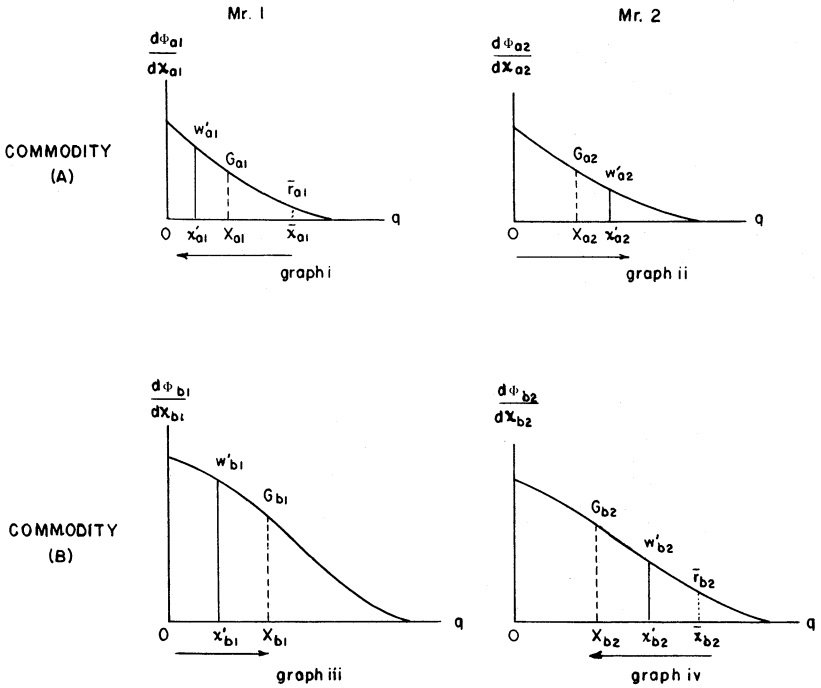 Mr. 1
Mr. 2
dΦa1
dxa1
dΦa2
dxa2
COMMODITY
(A)
w'a1
Ga1
r̄a1
q
O
x'a1
Xa1
x̄a1
graph i
Ga2
w'a2
q
O
Xa2
x'a2
graph ii
dΦb1
dxb1
dΦb2
dxb2
COMMODITY
(B)
w'b1
Gb1
q
O
x'b1
Xb1
graph iii
Gb2
w'b2
r̄b2
q
O
Xb2
x'b2
x̄b2
graph iv